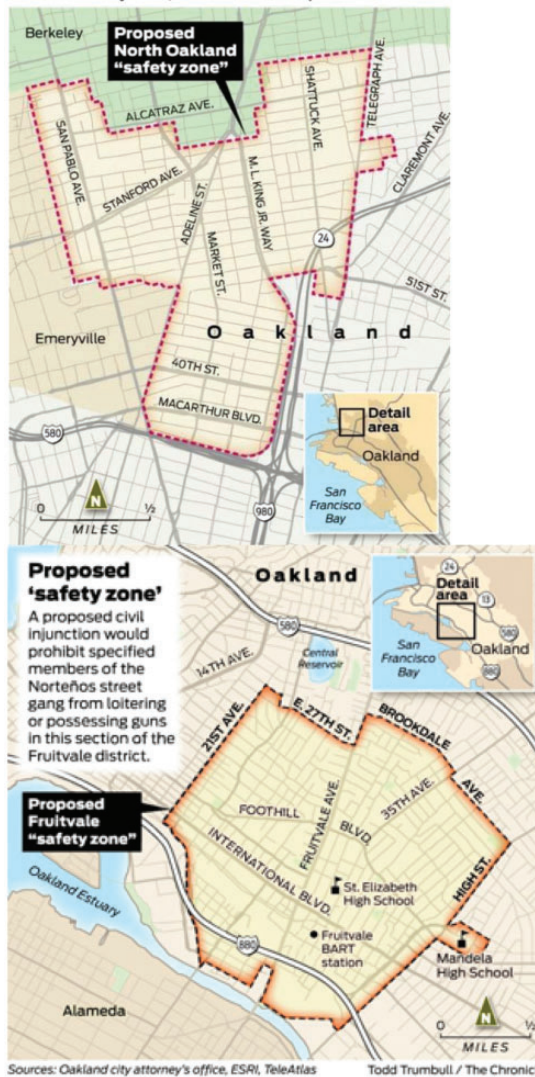 Berkeley
Proposed
North Oakland
“safety zone”
ALCATRAZ AVE.
SHATTUCK AVE.
TELEGRAPH AVE.
SAN PABLO AVE.
STANFORD AVE.
ADELINE ST.
MARKET ST.
M. L. KING JR. WAY
CLAREMONT AVE.
24
51ST ST.
Emeryville
Oakland
40TH ST.
MACARTHUR BLVD.
580
980
Detail
area
Oakland
San
Francisco
Bay
N
0 ½
MILES
Proposed
‘safety zone’
A proposed civil
injunction would
prohibit specified
members of the
Norteños street
gang from loitering
or possessing guns
in this section of the
Fruitvale district.
Oakland
580
14TH AVE.
Central
Reservoir
24
Detail
area
13
580
Oakland
San
Francisco
Bay
880
21ST AVE.
E. 27TH ST.
BROOKDALE
AVE.
Proposed
Fruitvale
“safety zone”
FOOTHILL
BLVD.
FRUITVALE AVE.
35TH AVE.
INTERNATIONAL BLVD.
HIGH ST.
St. Elizabeth
High School
Oakland Estuary
880
Fruitvale
BART
station
Mandela
High School
Alameda
N
0 ½
MILES
Sources: Oakland city attorney’s office, ESRI, TeleAtlas
Todd Trumbull / The Chronic